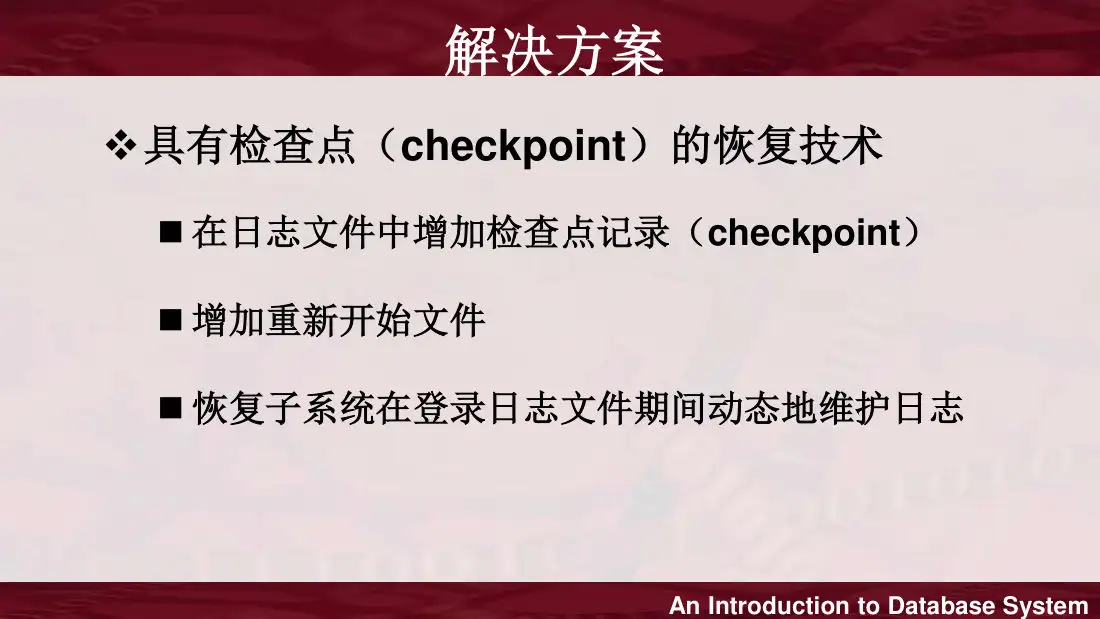 解决方案
❖具有检查点（checkpoint）的恢复技术
■ 在日志文件中增加检查点记录（checkpoint）
■ 增加重新开始文件
■ 恢复子系统在登录日志文件期间动态地维护日志
An Introduction to Database System